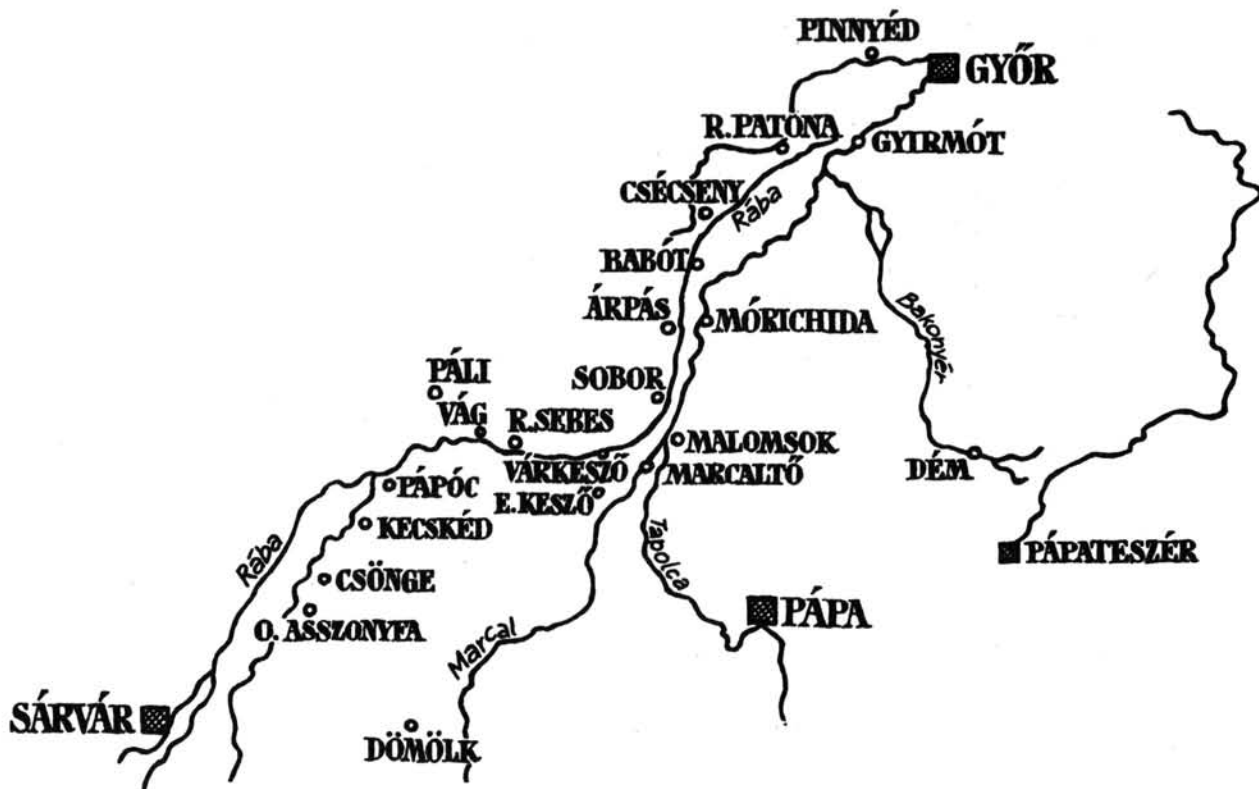 PINNYÉD
GYŐR
R. PATONA
GYIRMÓT
CSÉCSENY
Rába
BABÓT
ÁRPÁS
MÓRICHIDA
Bakonyér
PÁLI
SOBOR
VÁG
R. SEBES
MALOMSOK
VÁRKESZŐ
MARCALTŐ
DÉM
PÁPÓC
E. KESZŐ
KECSKÉD
Rába
Tapolca
PÁPATESZÉR
CSÖNGE
O. ASSZONYFA
PÁPA
Marcal
SÁRVÁR
DÖMÖLK